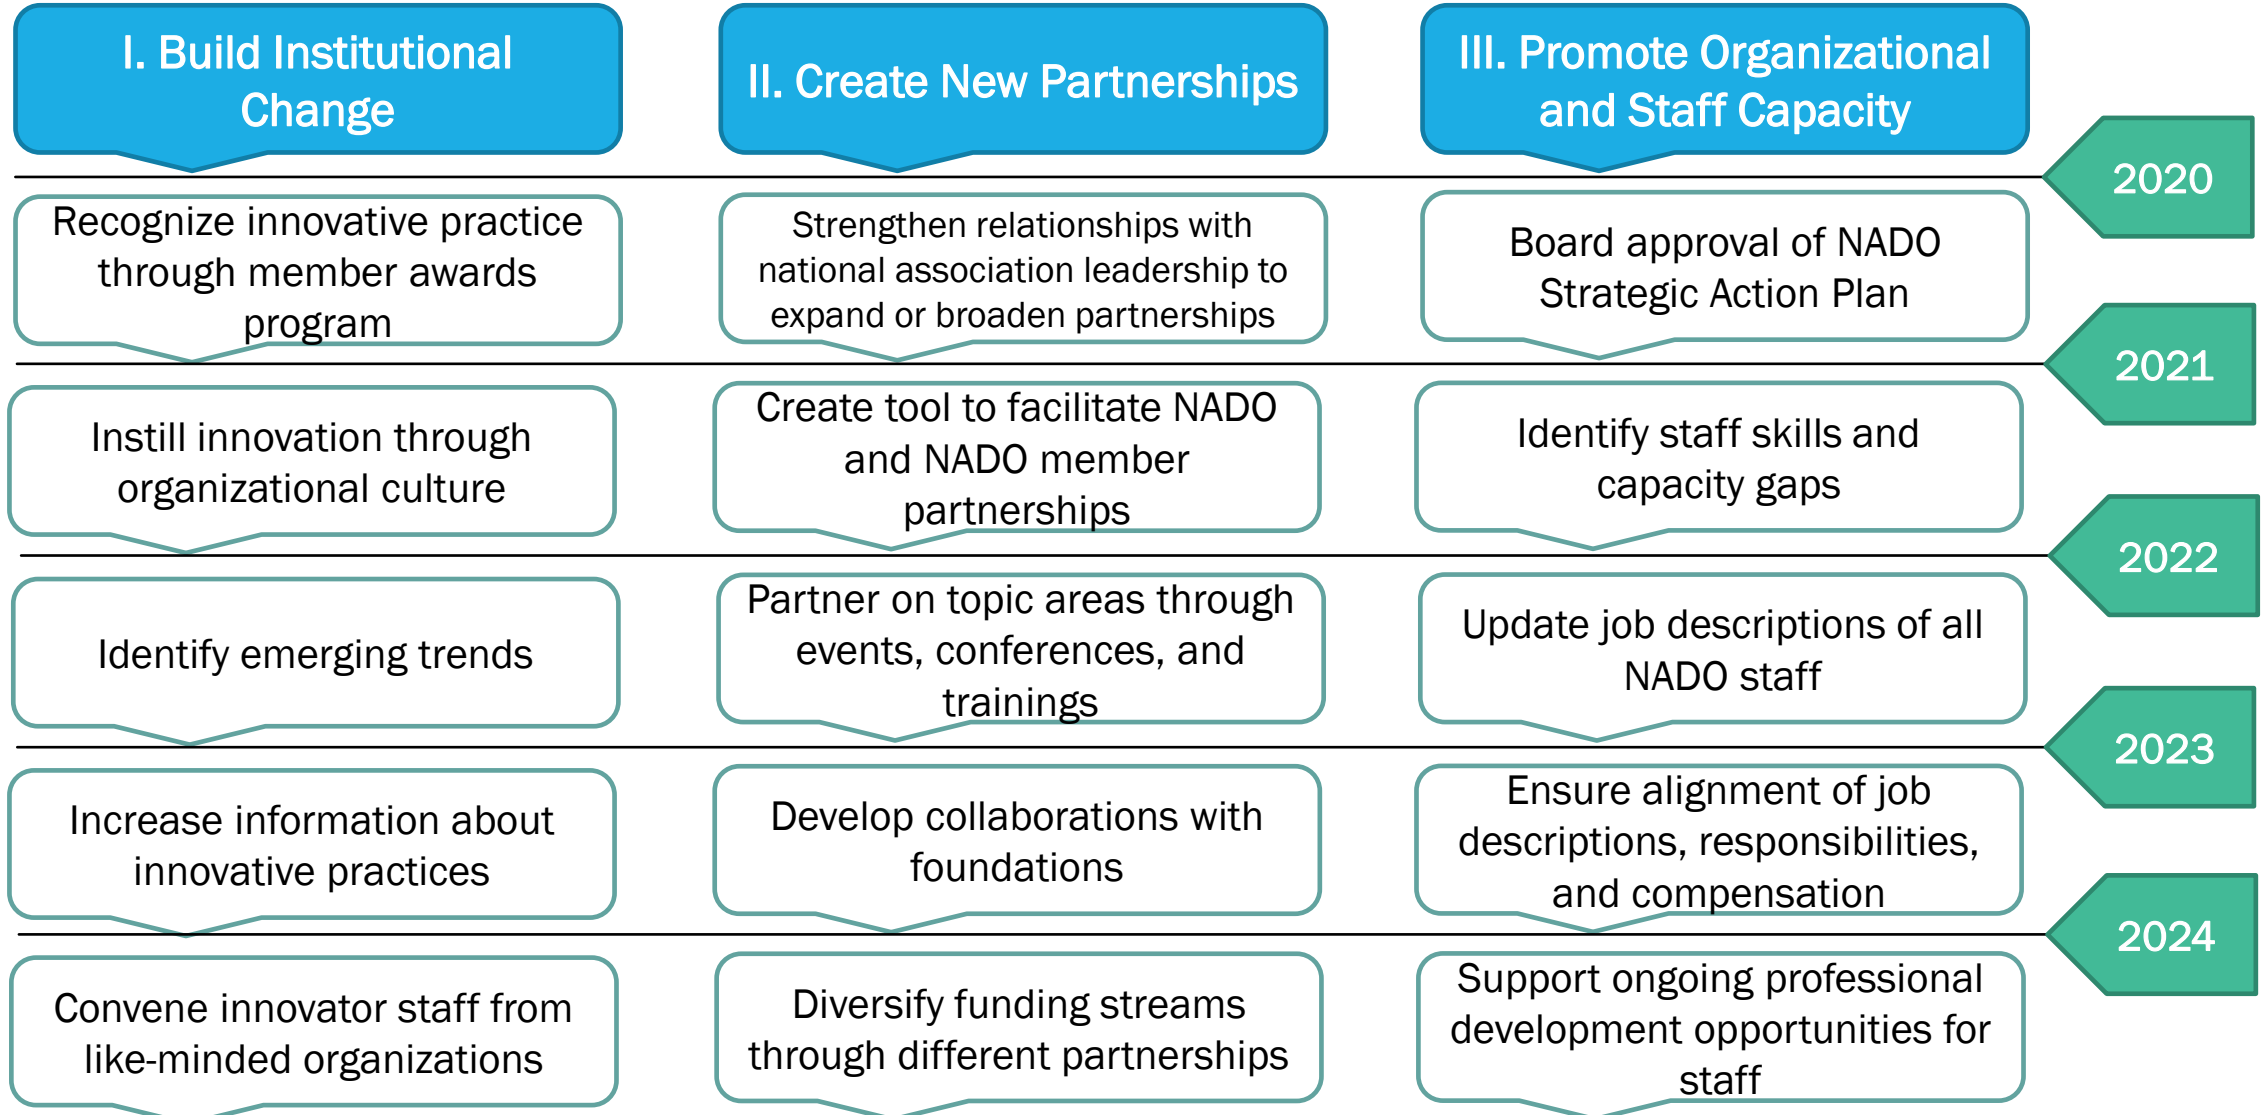 I. Build Institutional
Change
II. Create New Partnerships
III. Promote Organizational
and Staff Capacity
2020
Recognize innovative practice
through member awards
program
Strengthen relationships with
national association leadership to
expand or broaden partnerships
Board approval of NADO
Strategic Action Plan
2021
Instill innovation through
organizational culture
Create tool to facilitate NADO
and NADO member
partnerships
Identify staff skills and
capacity gaps
2022
Identify emerging trends
Partner on topic areas through
events, conferences, and
trainings
Update job descriptions of all
NADO staff
2023
Increase information about
innovative practices
Develop collaborations with
foundations
Ensure alignment of job
descriptions, responsibilities,
and compensation
2024
Convene innovator staff from
like-minded organizations
Diversify funding streams
through different partnerships
Support ongoing professional
development opportunities for
staff